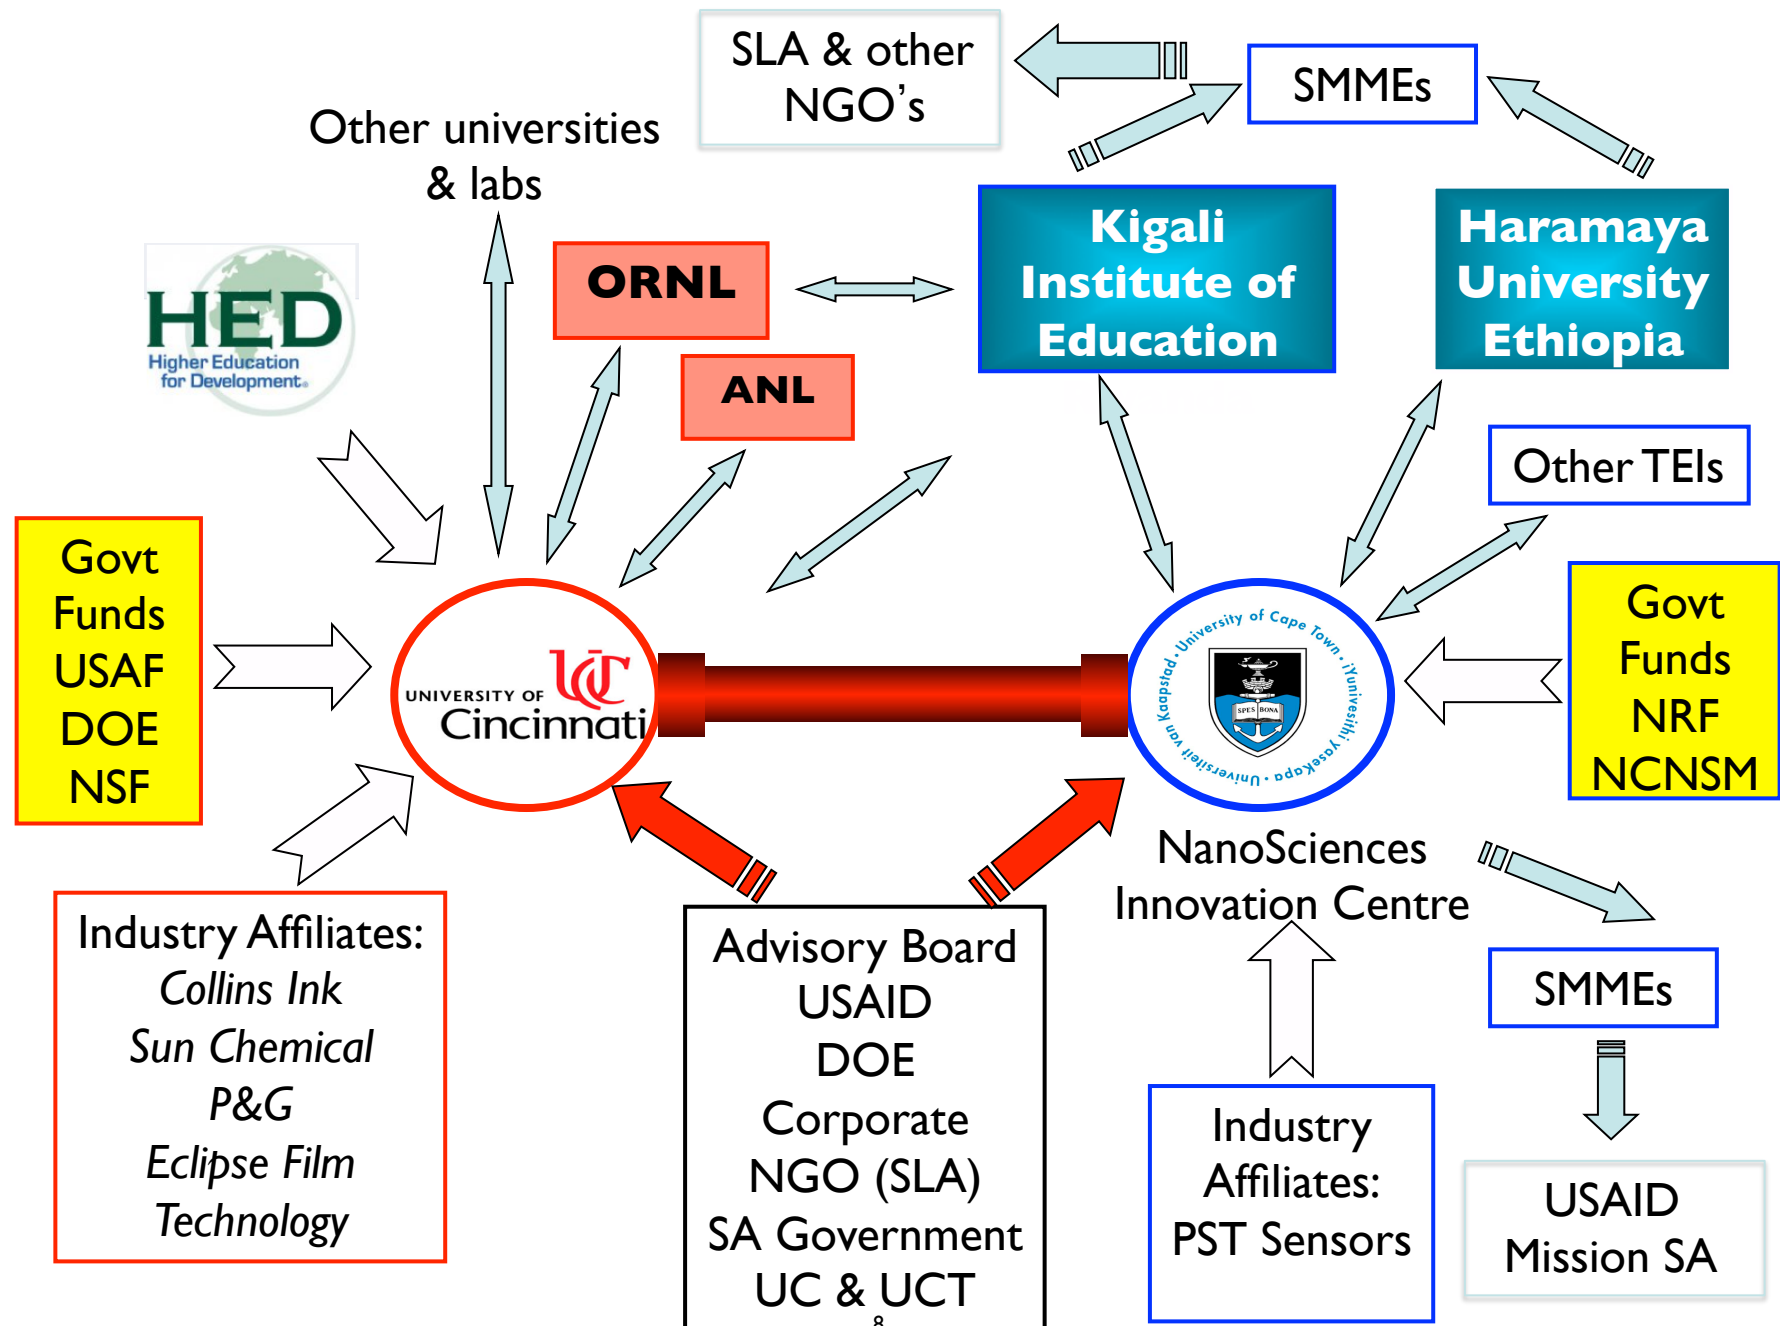 SLA & other
NGO's
SMMEs
Other universities
& labs
HED
Higher Education
for Development®
ORNL
ANL
Kigali
Institute of
Education
Haramaya
University
Ethiopia
Other TEIs
Govt
Funds
USAF
DOE
NSF
UNIVERSITY OF UC
Cincinnati
University of Cape Town · iYunivesithi yaseKapa · Universiteit van Kaapstad ·
SPES BONA
Govt
Funds
NRF
NCNSM
NanoSciences
Innovation Centre
Industry Affiliates:
Collins Ink
Sun Chemical
P&G
Eclipse Film
Technology
Advisory Board
USAID
DOE
Corporate
NGO (SLA)
SA Government
UC & UCT
8
Industry
Affiliates:
PST Sensors
SMMEs
USAID
Mission SA